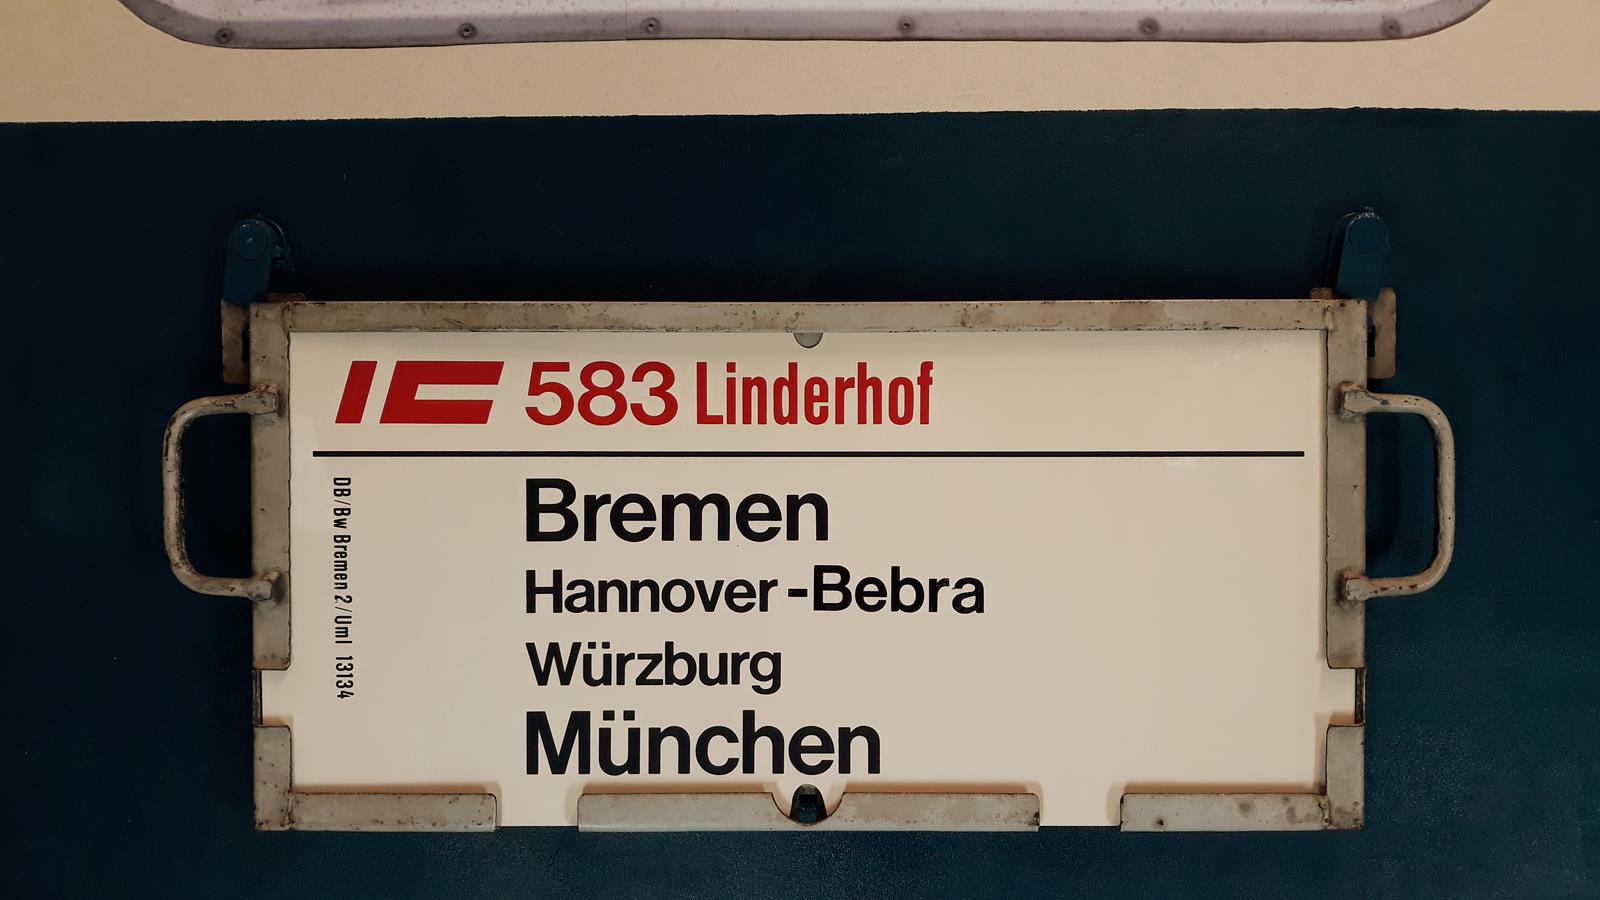 IC 583 Linderhof
DB/Bw Bremen 2/Uml 13134
Bremen
Hannover-Bebra
Würzburg
München